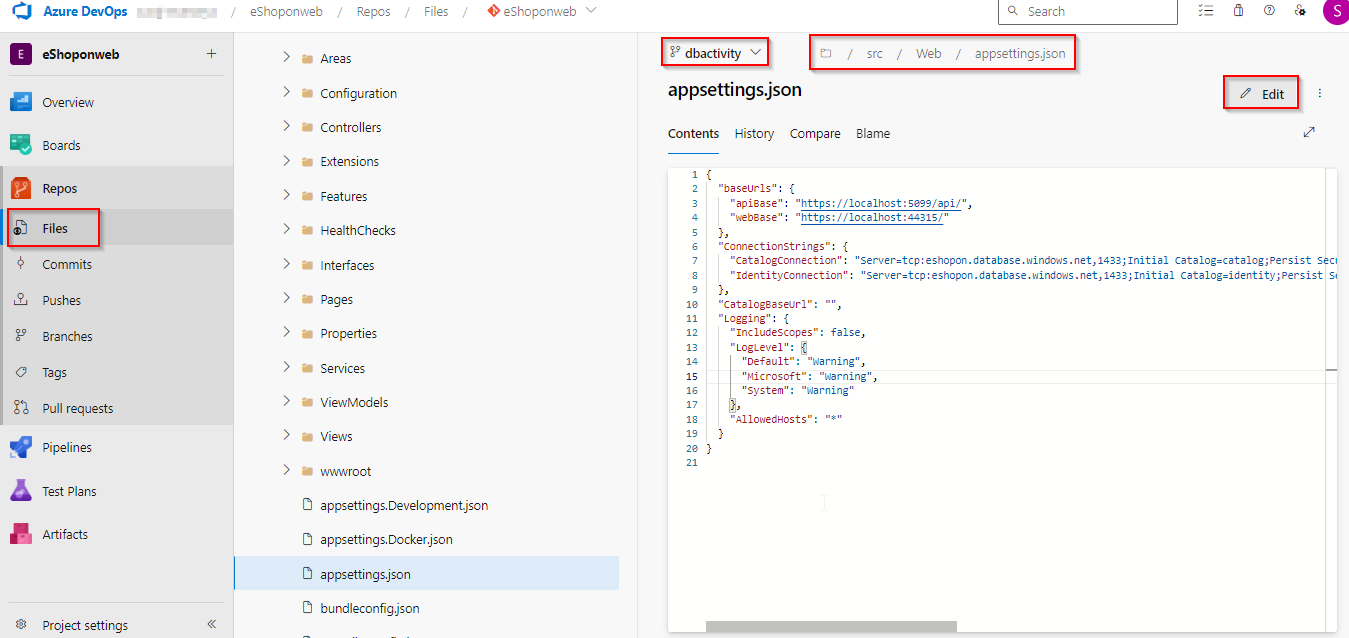 Azure DevOps / eShoponweb / Repos / Files / eShoponweb
Search
S
E eShoponweb +
Overview
Boards
Repos
Files
Commits
Pushes
Branches
Tags
Pull requests
Pipelines
Test Plans
Artifacts
Project settings
Areas
Configuration
Controllers
Extensions
Features
HealthChecks
Interfaces
Pages
Properties
Services
ViewModels
Views
wwwroot
appsettings.Development.json
appsettings.Docker.json
appsettings.json
bundleconfig.json
dbactivity
/ src / Web / appsettings.json
appsettings.json
Edit
Contents History Compare Blame
1 {
2 "baseUrls": {
3 "apiBase": "https://localhost:5099/api/",
4 "webBase": "https://localhost:44315/"
5 },
6 "ConnectionStrings": {
7 "CatalogConnection": "Server=tcp:eshopon.database.windows.net,1433;Initial Catalog=catalog;Persist Secu
8 "IdentityConnection": "Server=tcp:eshopon.database.windows.net,1433;Initial Catalog=identity;Persist Se
9 },
10 "CatalogBaseUrl": "",
11 "Logging": {
12 "IncludeScopes": false,
13 "LogLevel": {
14 "Default": "Warning",
15 "Microsoft": "Warning",
16 "System": "Warning"
17 },
18 "AllowedHosts": "*"
19 }
20 }
21